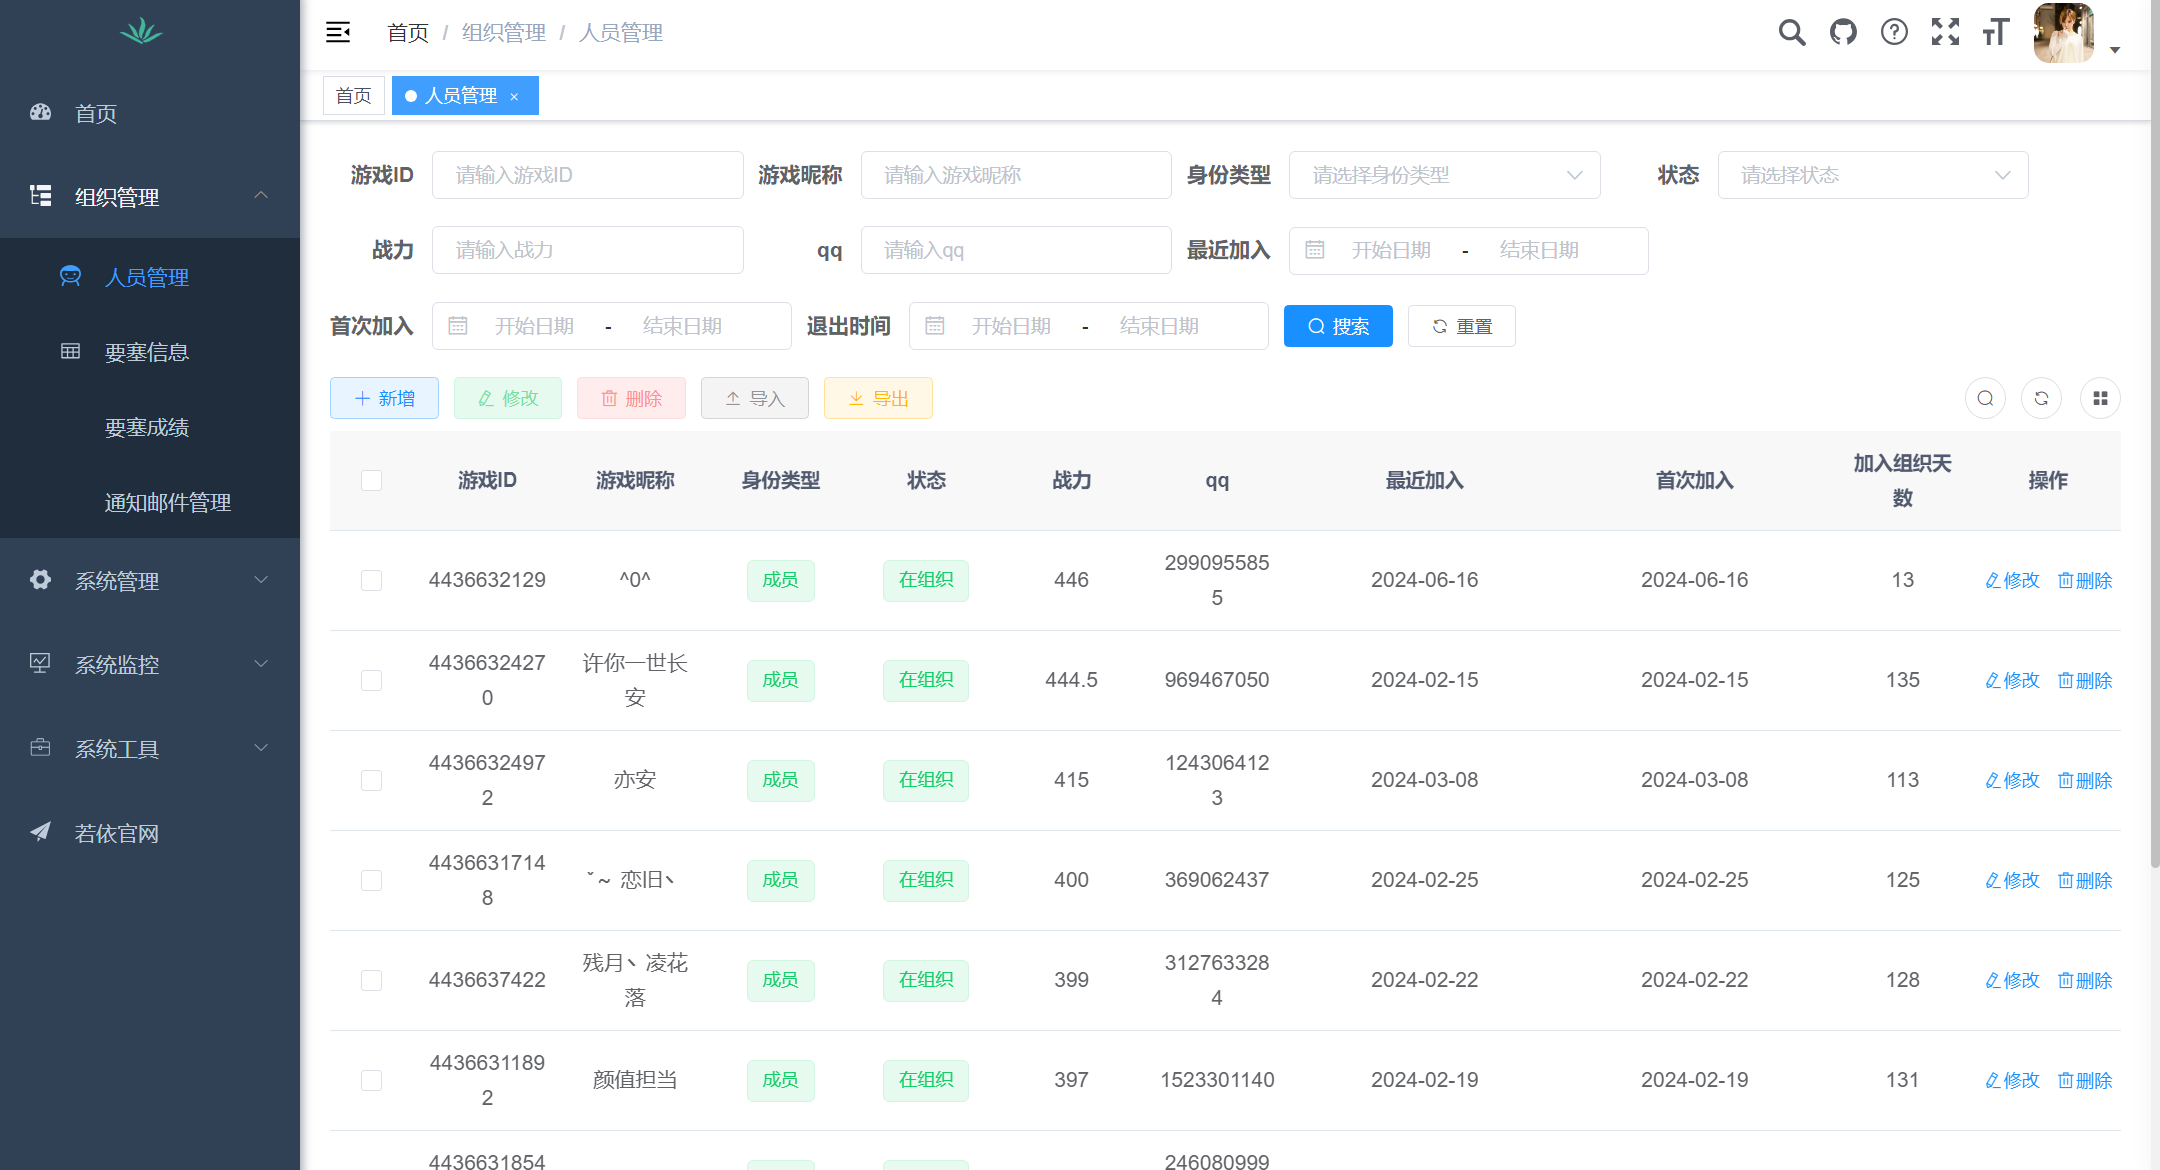 首页 / 组织管理 / 人员管理
首页
组织管理
人员管理
要塞信息
要塞成绩
通知邮件管理
系统管理
系统监控
系统工具
若依官网
首页 人员管理 ×
游戏ID 请输入游戏ID 游戏昵称 请输入游戏昵称 身份类型 请选择身份类型 状态 请选择状态
战力 请输入战力 qq 请输入qq 最近加入 开始日期 - 结束日期
首次加入 开始日期 - 结束日期 退出时间 开始日期 - 结束日期 搜索 重置
新增 修改 删除 导入 导出
游戏ID 游戏昵称 身份类型 状态 战力 qq 最近加入 首次加入 加入组织天
数 操作
4436632129 ^0^ 成员 在组织 446 299095585
5 2024-06-16 2024-06-16 13 修改 删除
4436632427
0 许你一世长
安 成员 在组织 444.5 969467050 2024-02-15 2024-02-15 135 修改 删除
4436632497
2 亦安 成员 在组织 415 124306412
3 2024-03-08 2024-03-08 113 修改 删除
4436631714
8 ˇ～ 恋旧丶 成员 在组织 400 369062437 2024-02-25 2024-02-25 125 修改 删除
4436637422 残月丶凌花
落 成员 在组织 399 312763328
4 2024-02-22 2024-02-22 128 修改 删除
4436631189
2 颜值担当 成员 在组织 397 1523301140 2024-02-19 2024-02-19 131 修改 删除
4436631854 246080999